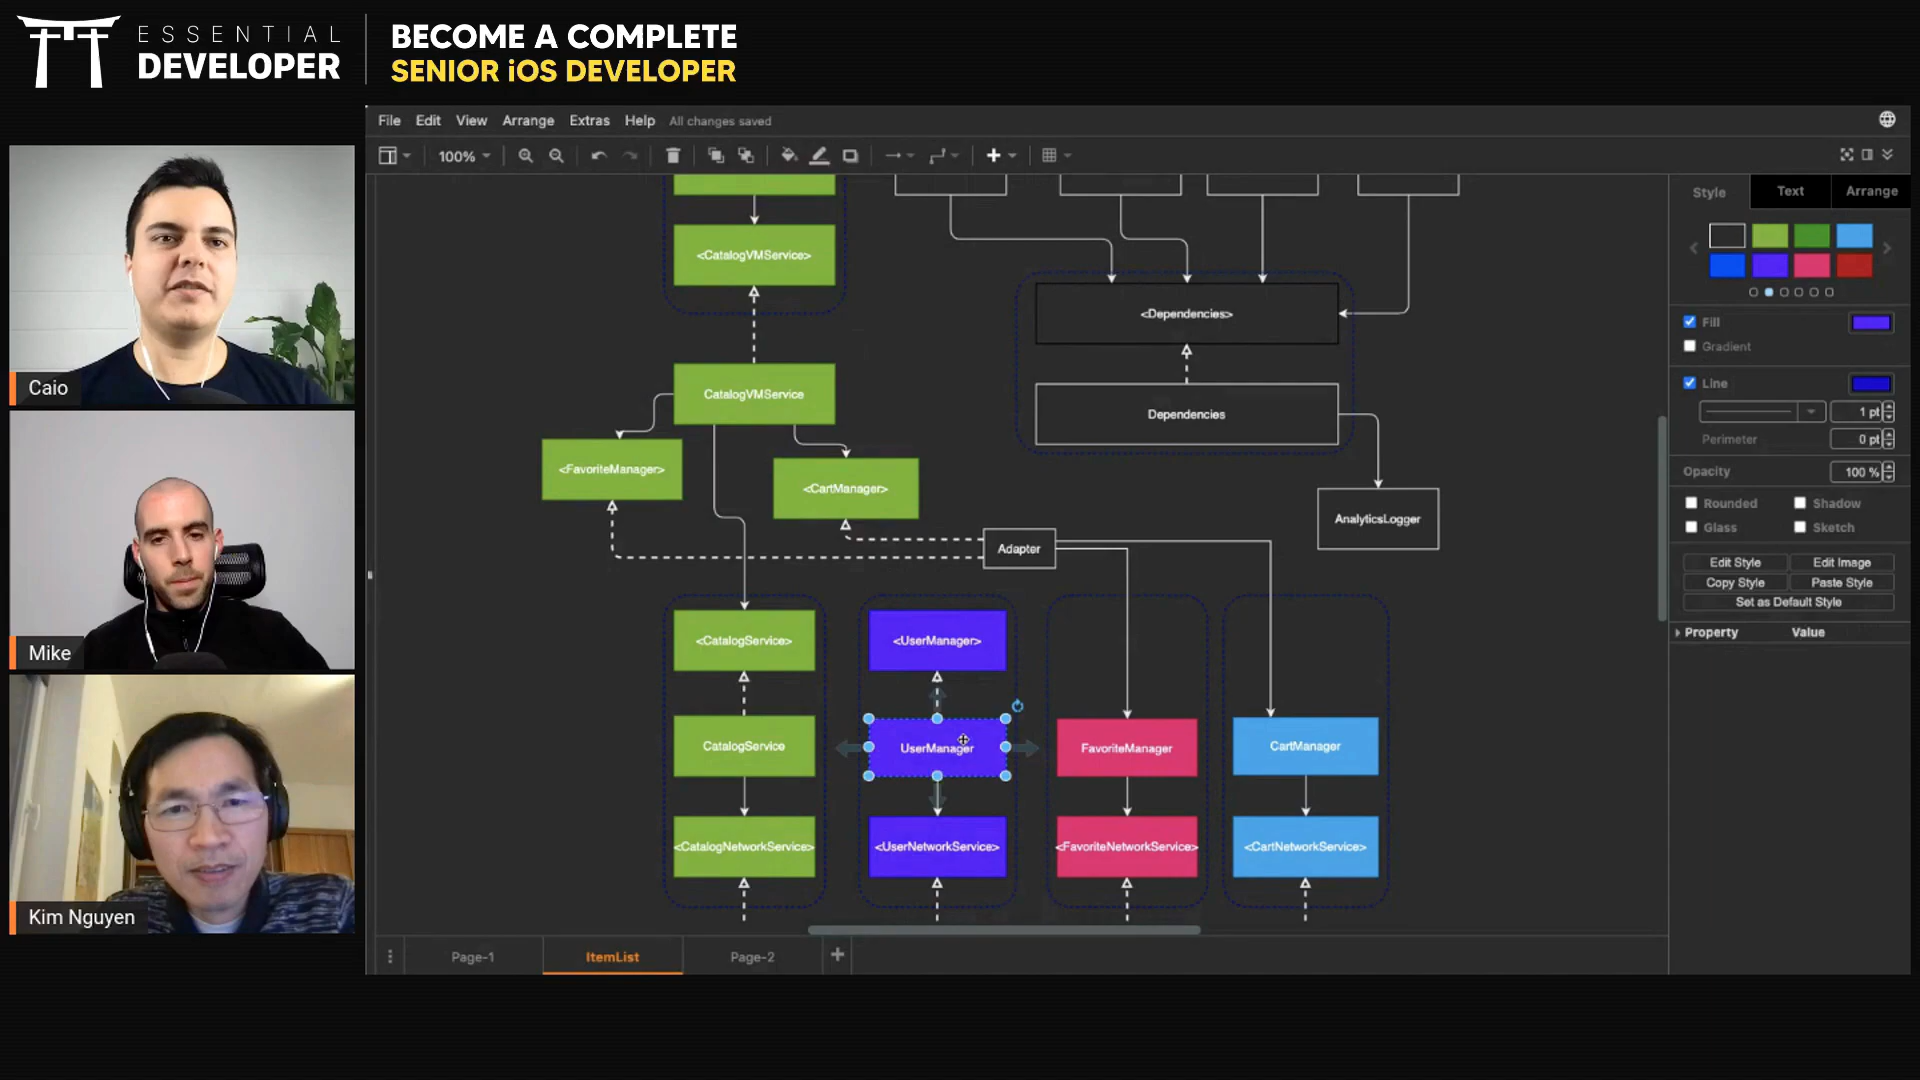 ESSENTIAL
DEVELOPER
BECOME A COMPLETE
SENIOR iOS DEVELOPER
Caio
Mike
Kim Nguyen
File Edit View Arrange Extras Help All changes saved
100%
<CatalogVMService>
<Dependencies>
CatalogVMService
Dependencies
<FavoriteManager>
<CartManager>
AnalyticsLogger
Adapter
<CatalogService>
<UserManager>
CatalogService
UserManager
FavoriteManager
CartManager
<CatalogNetworkService>
<UserNetworkService>
<FavoriteNetworkService>
<CartNetworkService>
Page-1
ItemList
Page-2
Style Text Arrange
Fill
Gradient
Line
1 pt
Perimeter 0 pt
Opacity 100 %
Rounded Shadow
Glass Sketch
Edit Style Edit Image
Copy Style Paste Style
Set as Default Style
Property Value